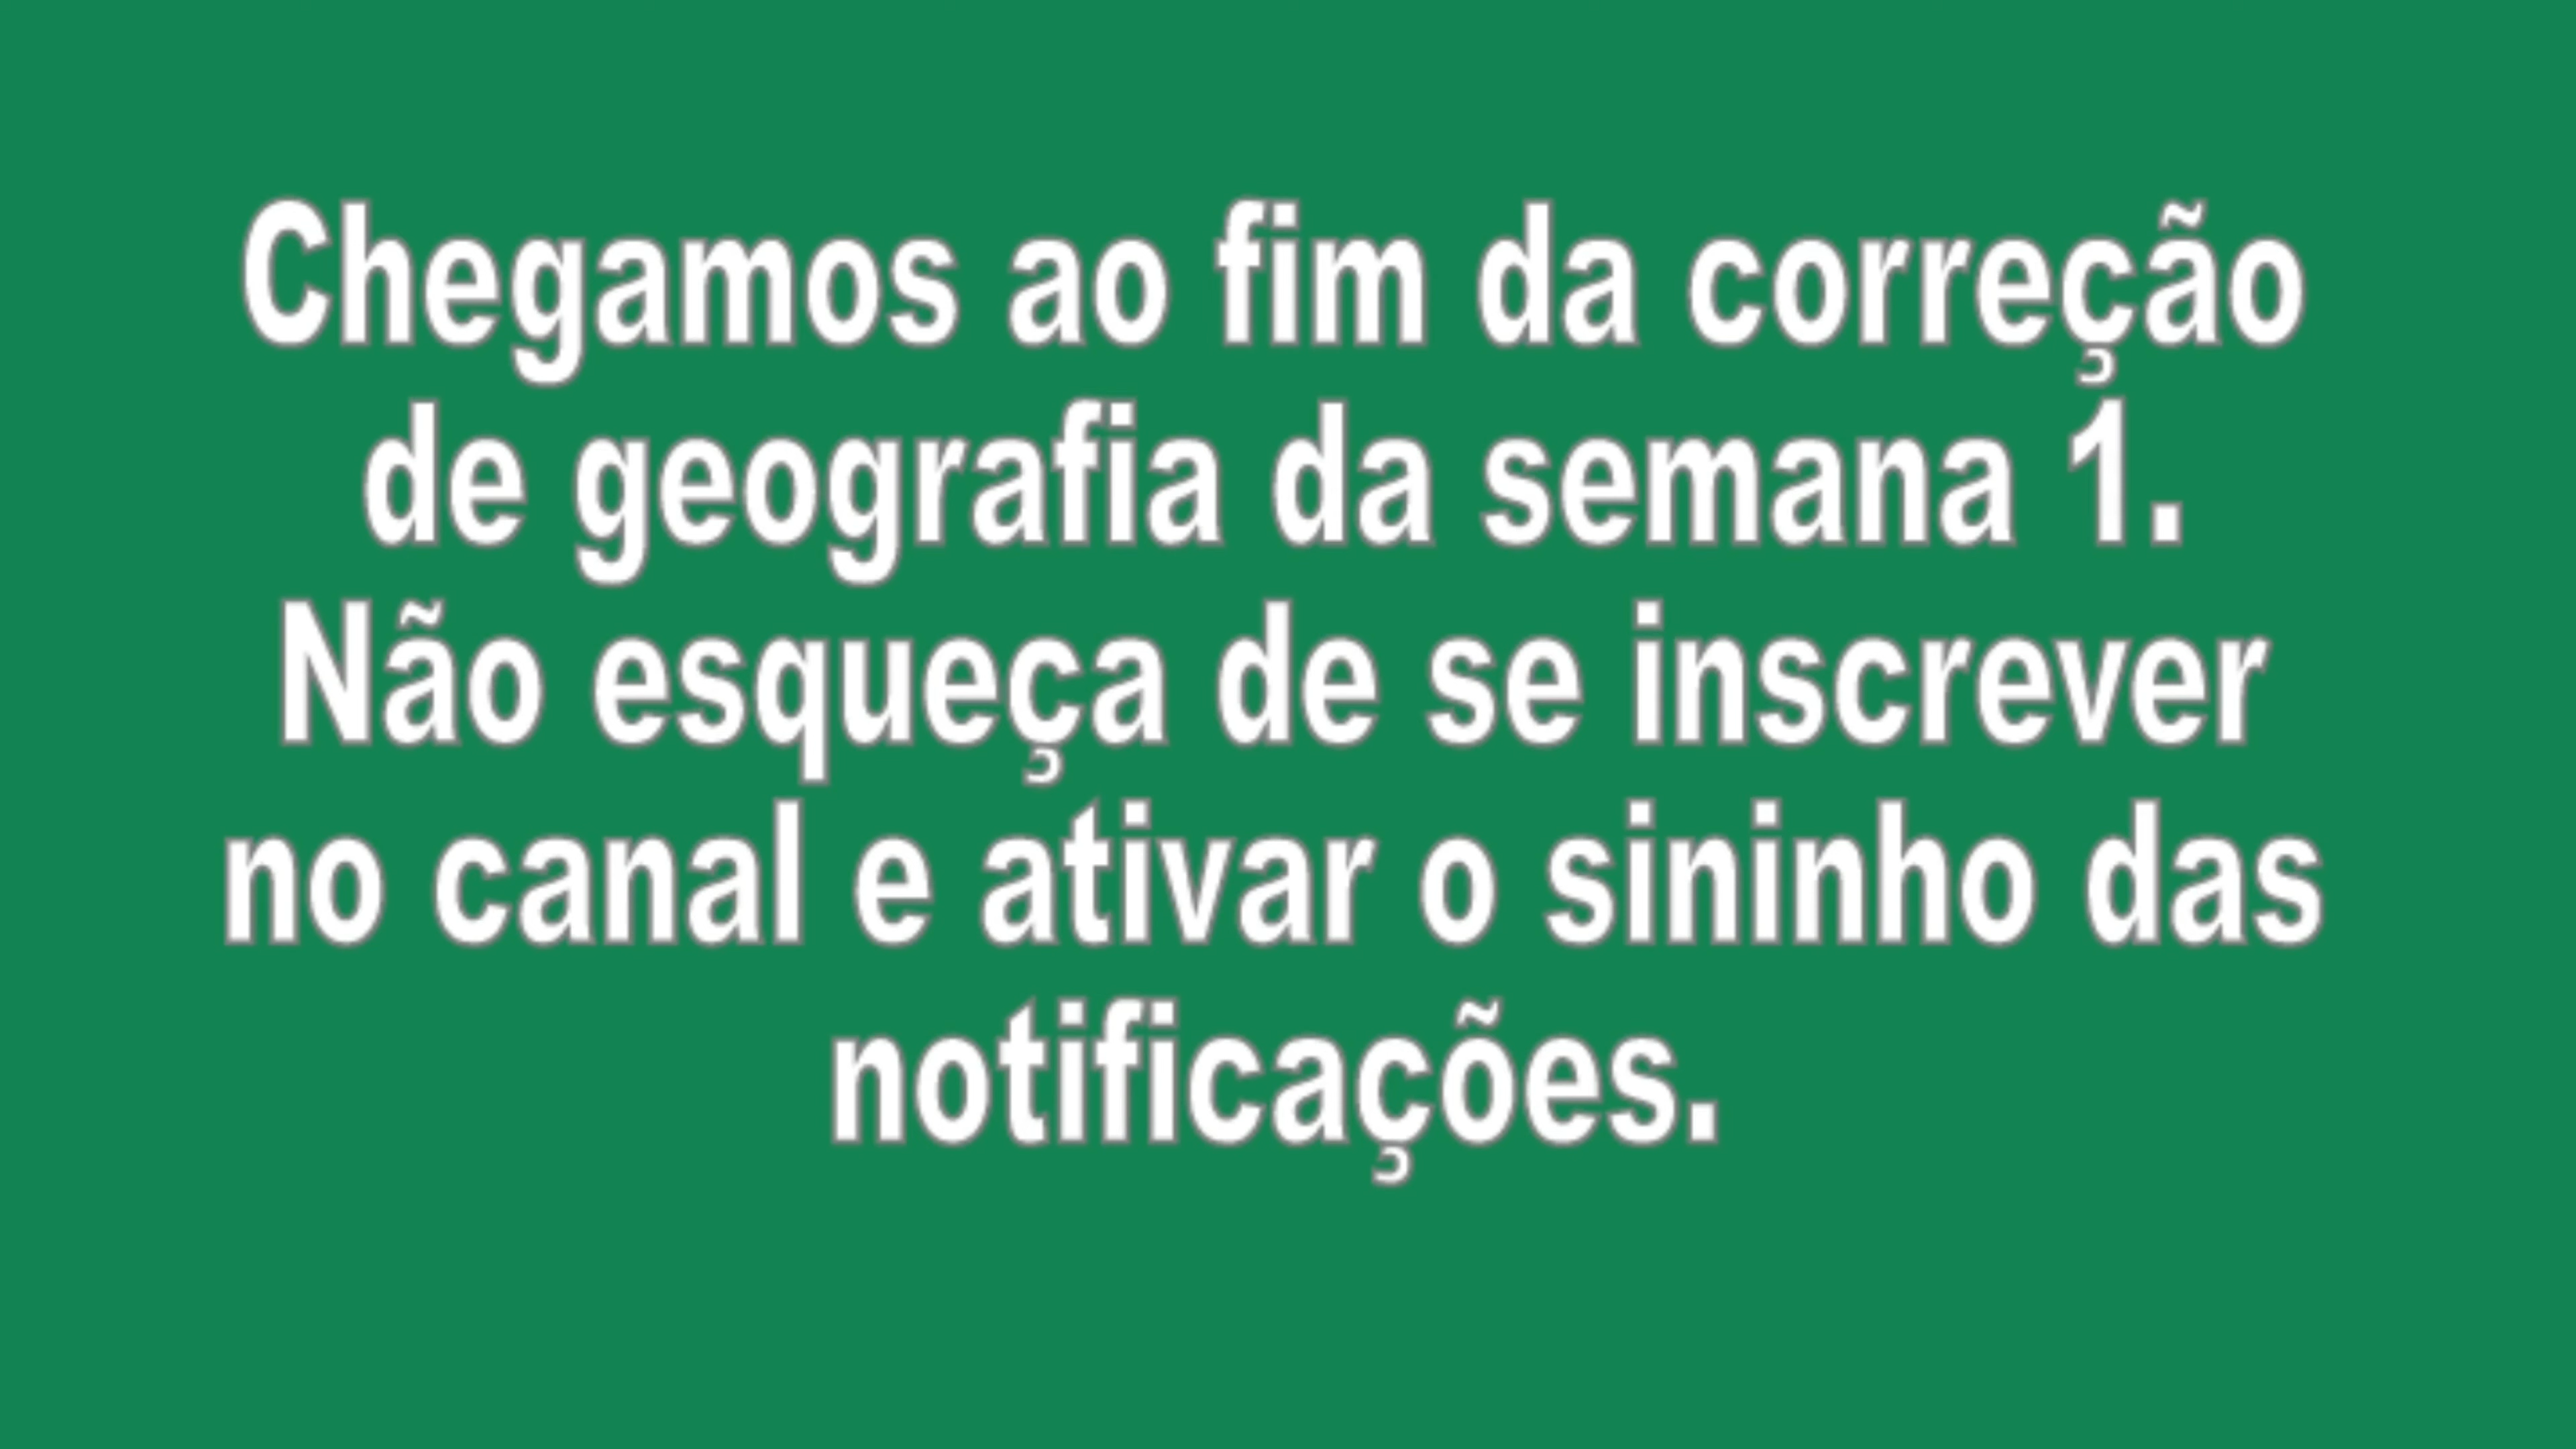 Chegamos ao fim da correção
de geografia da semana 1.
Não esqueça de se inscrever
no canal e ativar o sininho das
notificações.